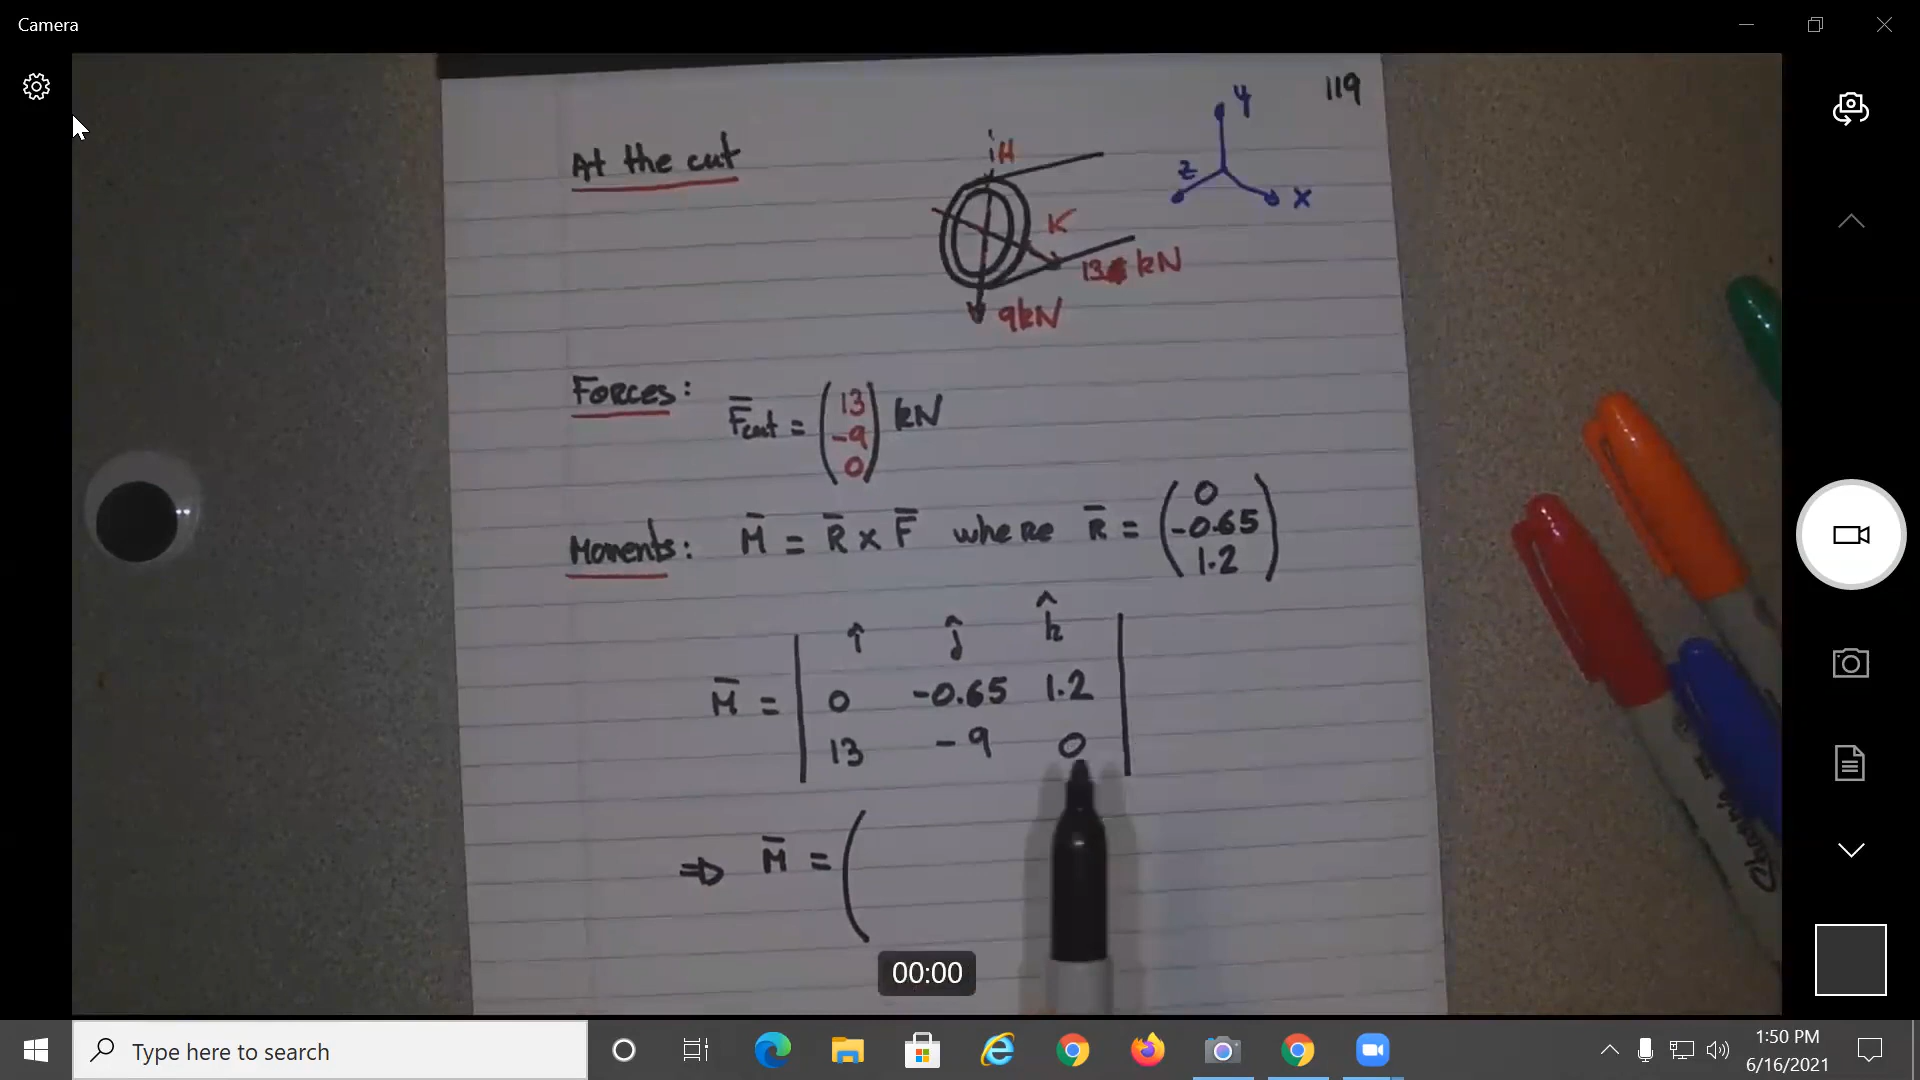 Camera
119
At the cut
H
y
z
x
K
13 kN
9kN
Forces: F̅cut = (13 -9 0) kN
Moments: M̅ = R̅ x F̅ where R̅ = (0 -0.65 1.2)
î ĵ k̂
M̅ = | 0 -0.65 1.2 |
13 -9 0
⇒ M̅ = (
00:00
Type here to search
1:50 PM
6/16/2021